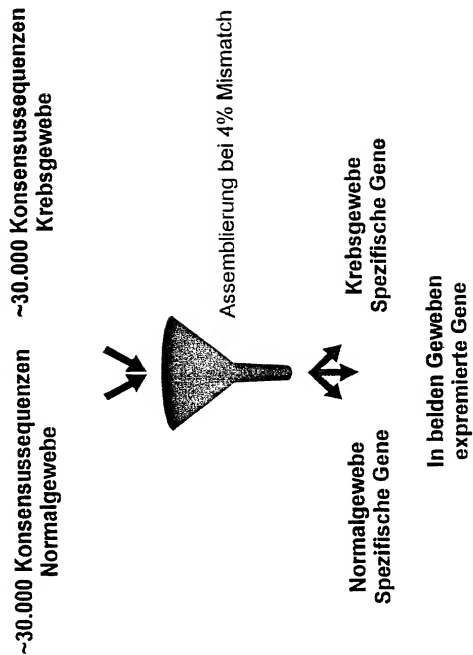 ~30.000 Konsensussequenzen
Normalgewebe
~30.000 Konsensussequenzen
Krebsgewebe
Assemblierung bei 4% Mismatch
Normalgewebe
Spezifische Gene
Krebsgewebe
Spezifische Gene
In beiden Geweben
expremierte Gene